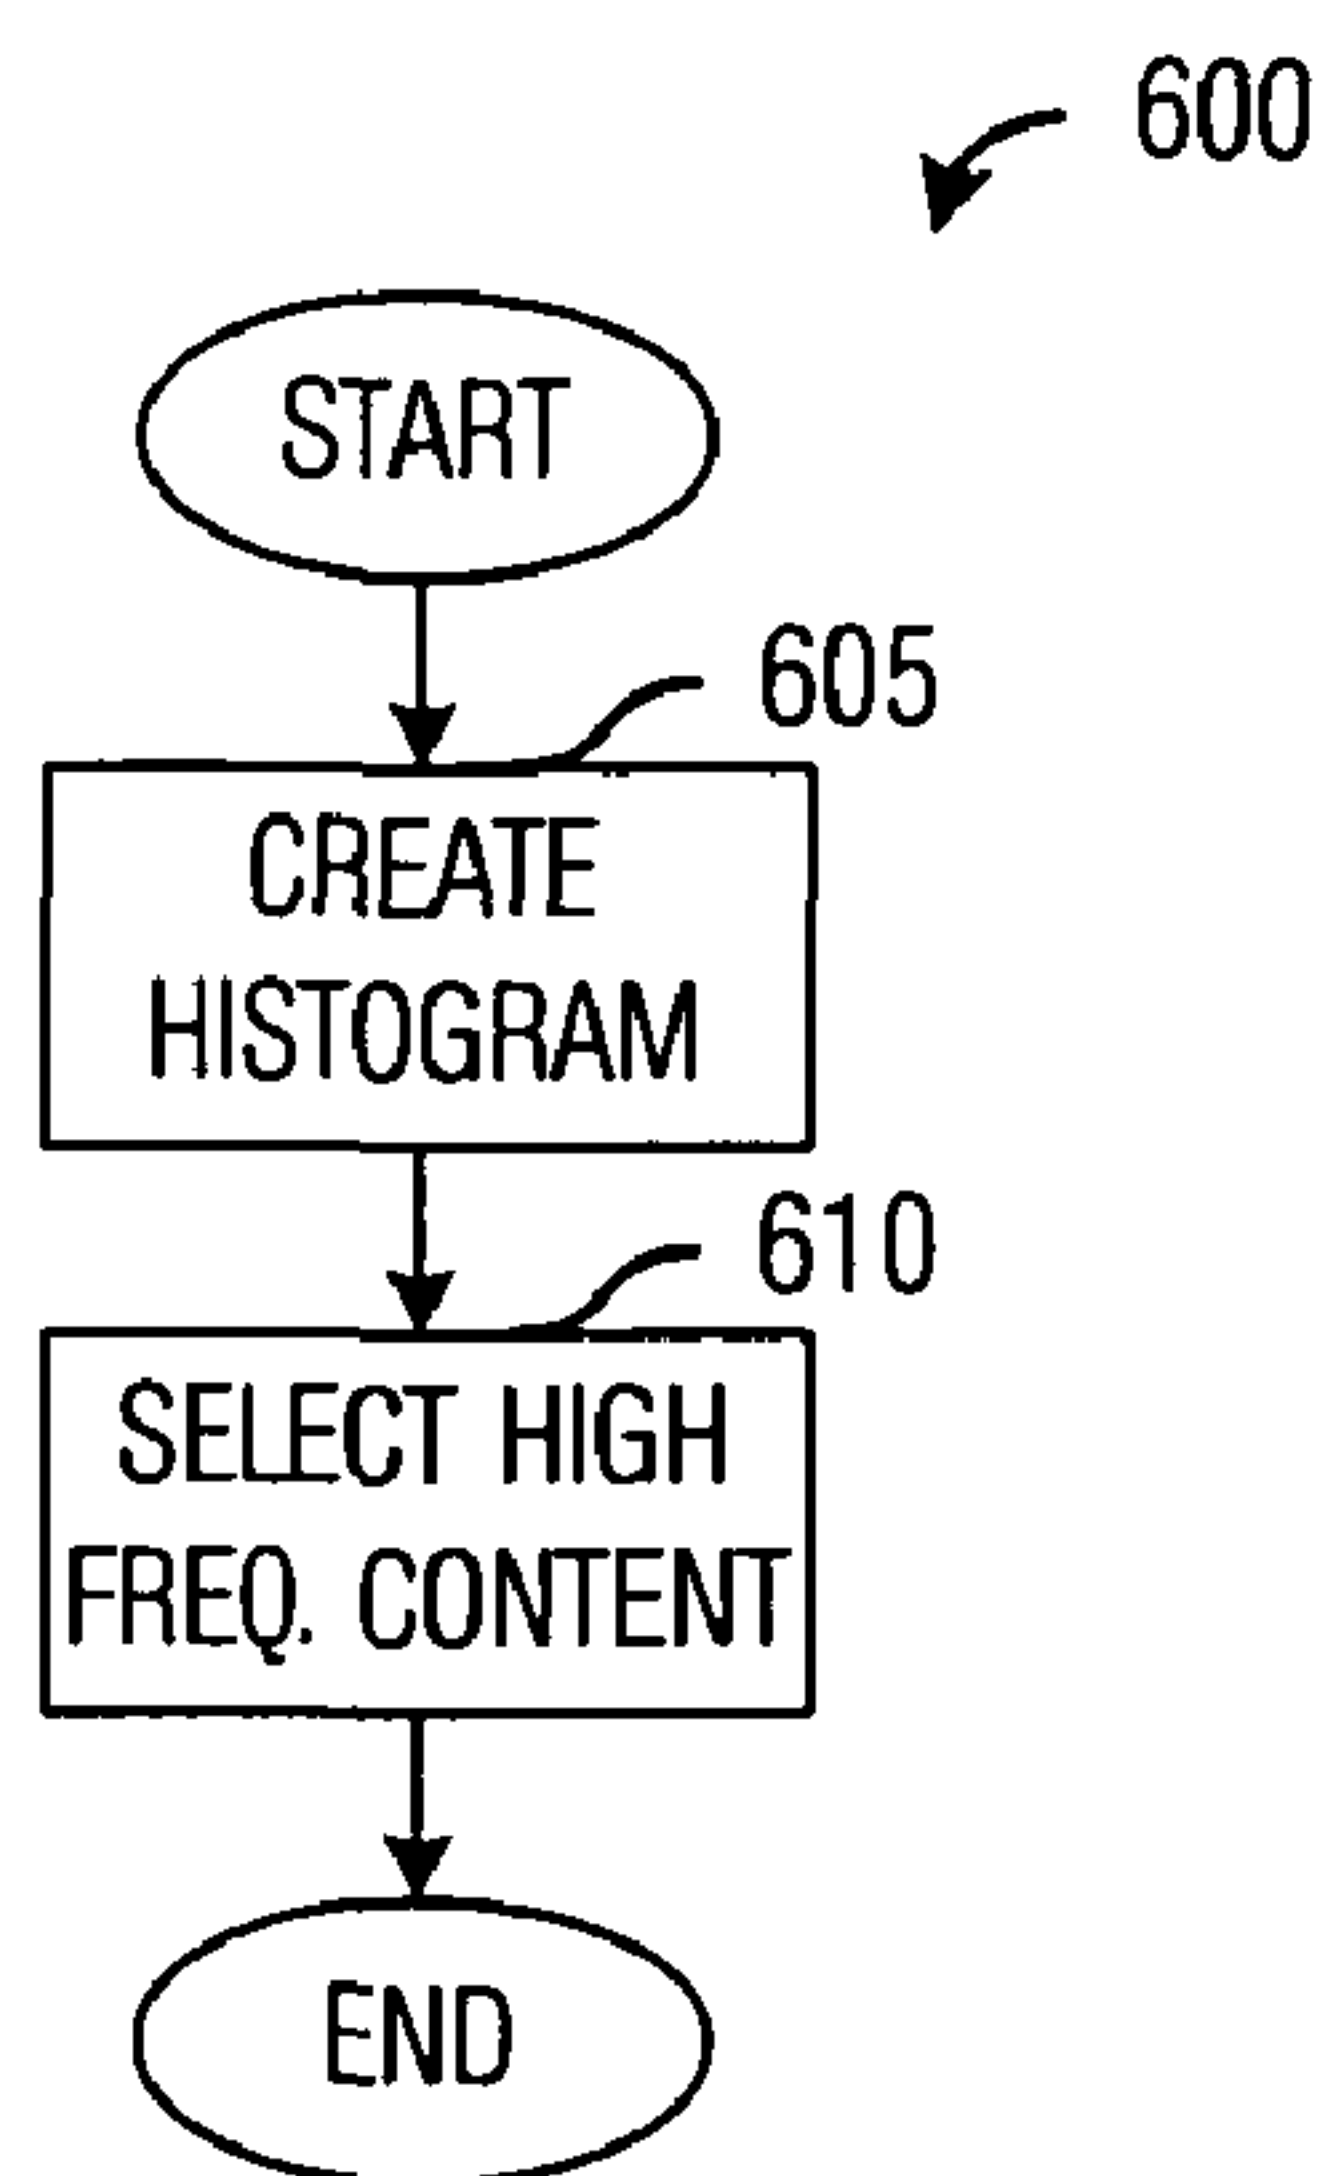 600
START
605
CREATE
HISTOGRAM
610
SELECT HIGH
FREQ. CONTENT
END